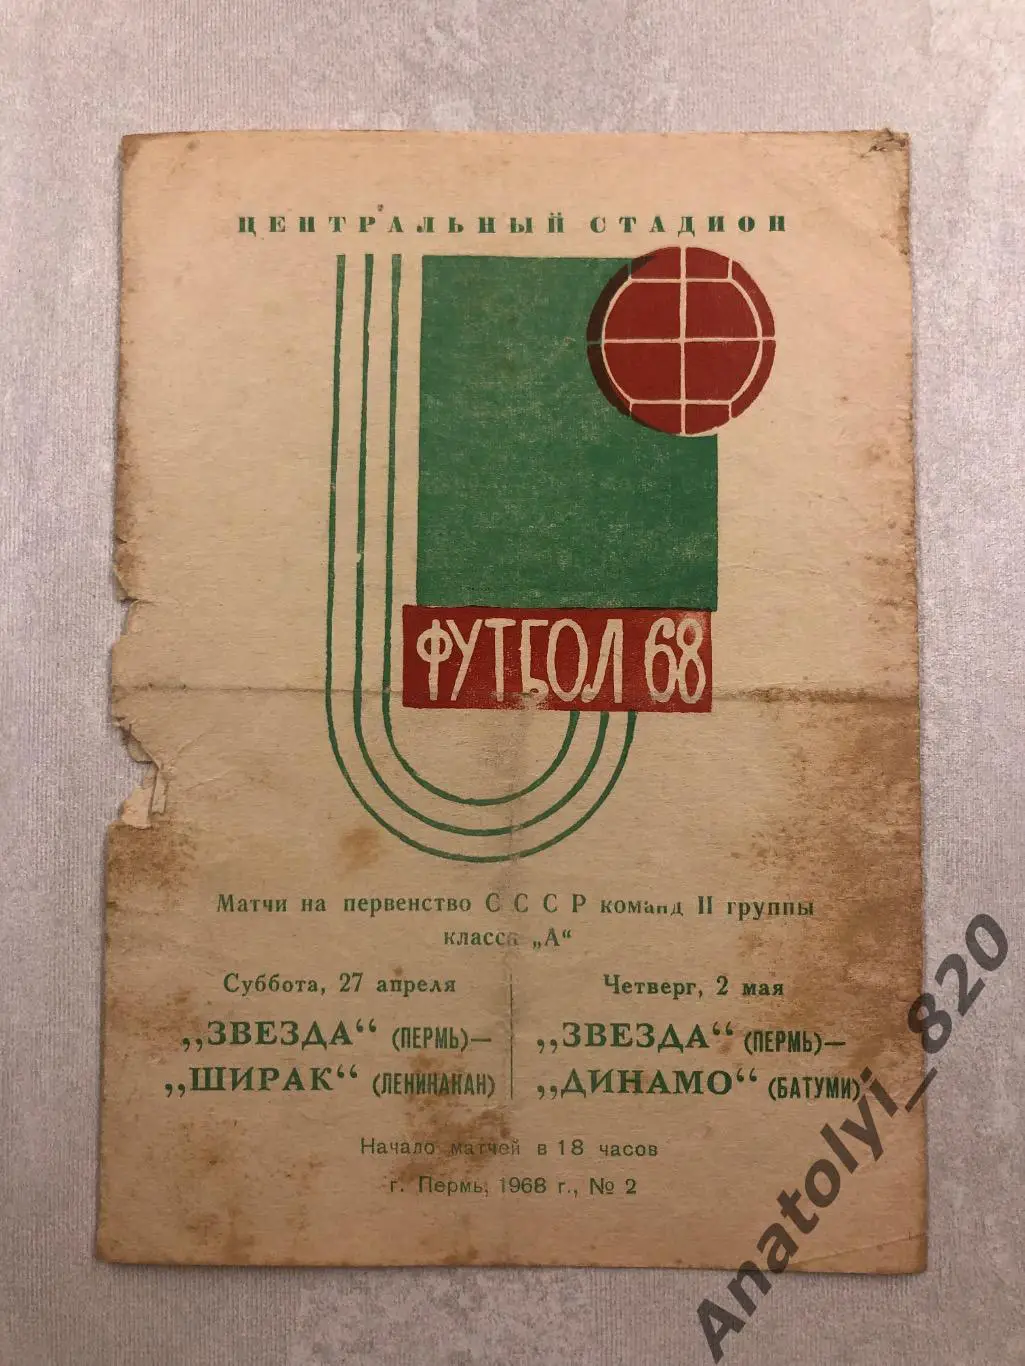 ЦЕНТРАЛЬНЫЙ СТАДИОН
ФУТБОЛ 68
Матчи на первенство СССР команд II группы
класса „А“
Суббота, 27 апреля
„ЗВЕЗДА“ (ПЕРМЬ)—
„ШИРАК“ (ЛЕНИНАКАН)
Четверг, 2 мая
„ЗВЕЗДА“ (ПЕРМЬ)—
„ДИНАМО“ (БАТУМИ)
Начало матчей в 18 часов
г. Пермь, 1968 г., № 2
Anatolyi_820